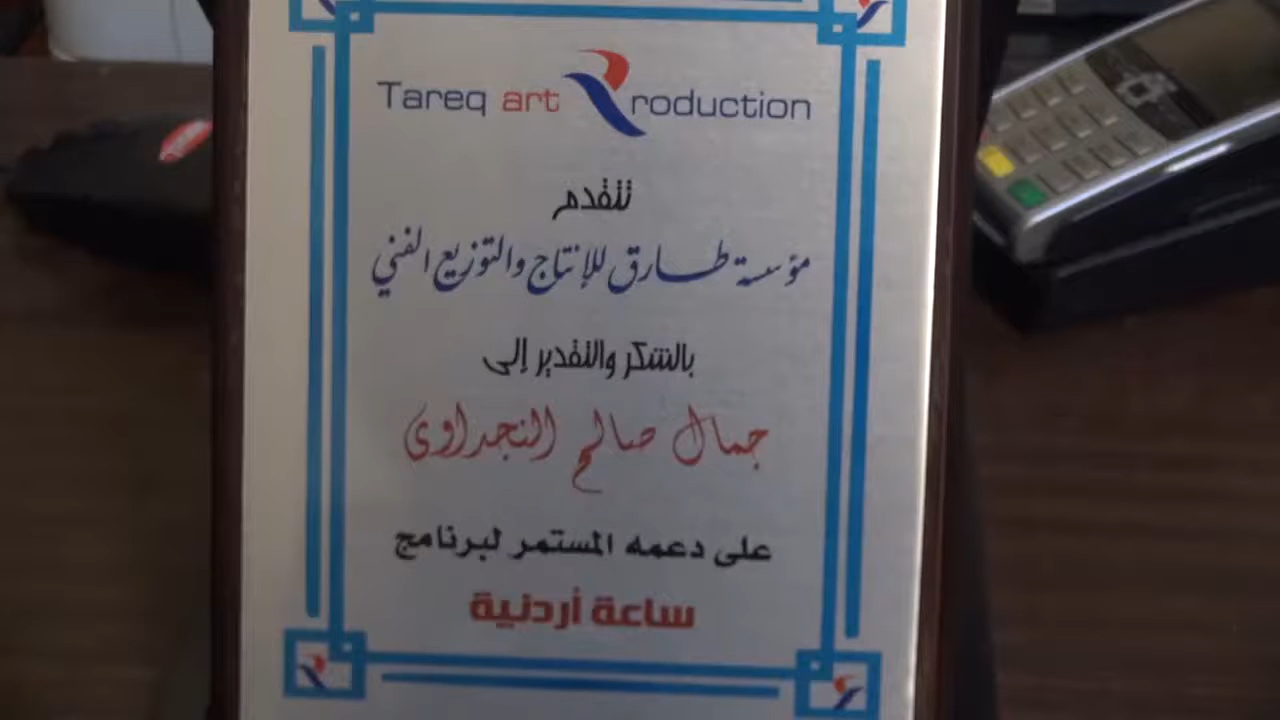 Tareq art Production
تتقدم
مؤسسة طارق للإنتاج والتوزيع الفني
بالشكر والتقدير إلى
جمال صالح النجداوي
على دعمه المستمر لبرنامج
ساعة أردنية